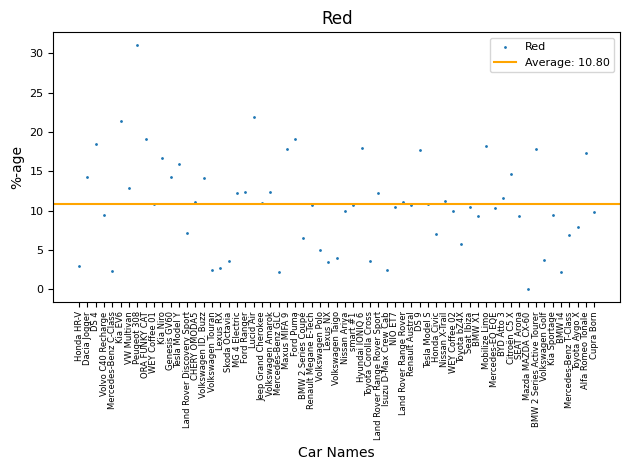 Red
Red
Average: 10.80
%-age
30
25
20
15
10
5
0
Honda HR-V
Dacia Jogger
DS 4
Volvo C40 Recharge
Mercedes-Benz C-Class
Kia EV6
VW Multivan
Peugeot 308
ORA FUNKY CAT
WEY Coffee 01
Kia Niro
Genesis GV60
Tesla Model Y
Land Rover Discovery Sport
CHERY OMODA5
Volkswagen ID. Buzz
Volkswagen Touran
Lexus RX
Skoda Octavia
MG 4 Electric
Ford Ranger
Lucid Air
Jeep Grand Cherokee
Volkswagen Amarok
Mercedes-Benz GLC
Maxus MIFA 9
Ford Puma
BMW 2 Series Coupe
Renault Megane E-Tech
Volkswagen Polo
Lexus NX
Volkswagen Taigo
Nissan Ariya
smart #1
Hyundai IONIQ 6
Toyota Corolla Cross
Land Rover Range Rover Sport
Isuzu D-Max Crew Cab
NIO ET7
Land Rover Range Rover
Renault Austral
DS 9
Tesla Model S
Honda Civic
Nissan X-Trail
WEY Coffee 02
Toyota bZ4X
Seat Ibiza
BMW X1
Mobilize Limo
Mercedes-EQ EQE
BYD Atto 3
Citroën C5 X
SEAT Arona
Mazda MAZDA CX-60
BMW 2 Series Active Tourer
Volkswagen Golf
Kia Sportage
BMW i4
Mercedes-Benz T-Class
Toyota Aygo X
Alfa Romeo Tonale
Cupra Born
Car Names